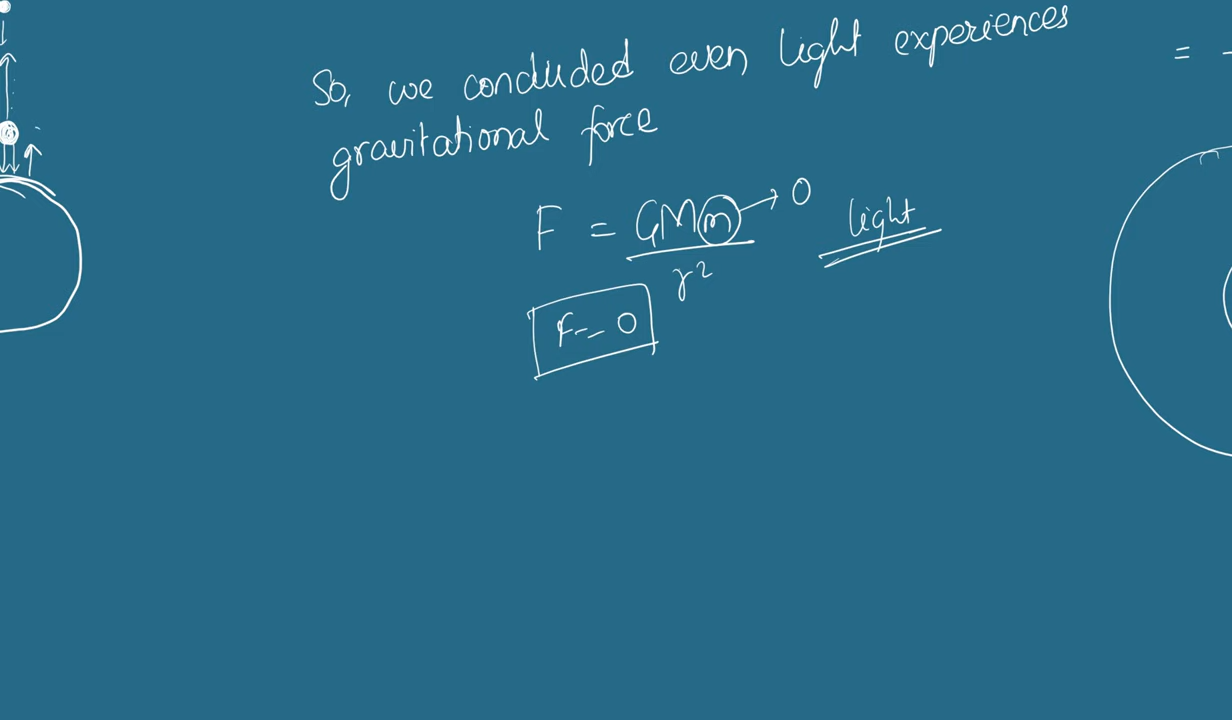 So, we concluded even light experiences
gravitational force
F = GMm → 0 light
r²
F = 0
= -